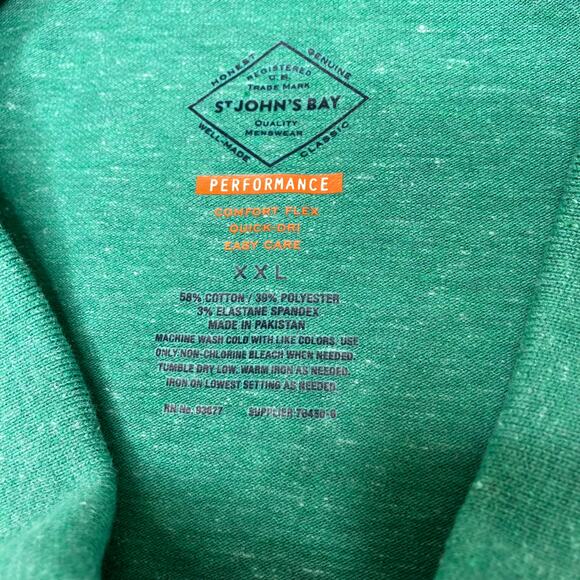 HONEST GENUINE
REGISTERED
U.S.
TRADE MARK
ST JOHN'S BAY
QUALITY
MENSWEAR
WELL-MADE CLASSIC
PERFORMANCE
COMFORT FLEX
QUICK-DRI
EASY CARE
XXL
58% COTTON / 39% POLYESTER
3% ELASTANE SPANDEX
MADE IN PAKISTAN
MACHINE WASH COLD WITH LIKE COLORS. USE
ONLY NON-CHLORINE BLEACH WHEN NEEDED.
TUMBLE DRY LOW. WARM IRON AS NEEDED.
IRON ON LOWEST SETTING AS NEEDED.
RN No. 93677 SUPPLIER